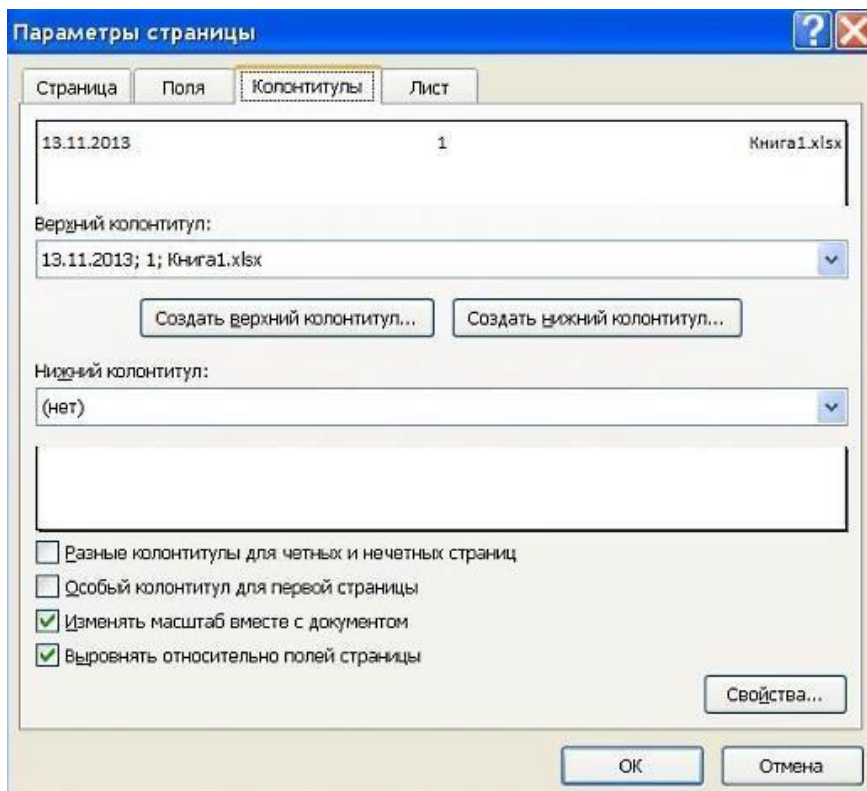 Параметры страницы
Страница Поля Колонтитулы Лист
13.11.2013 1 Книга1.xlsx
Верхний колонтитул:
13.11.2013; 1; Книга1.xlsx
Создать верхний колонтитул... Создать нижний колонтитул...
Нижний колонтитул:
(нет)
Разные колонтитулы для четных и нечетных страниц
Особый колонтитул для первой страницы
Изменять масштаб вместе с документом
Выровнять относительно полей страницы
Свойства...
ОК Отмена